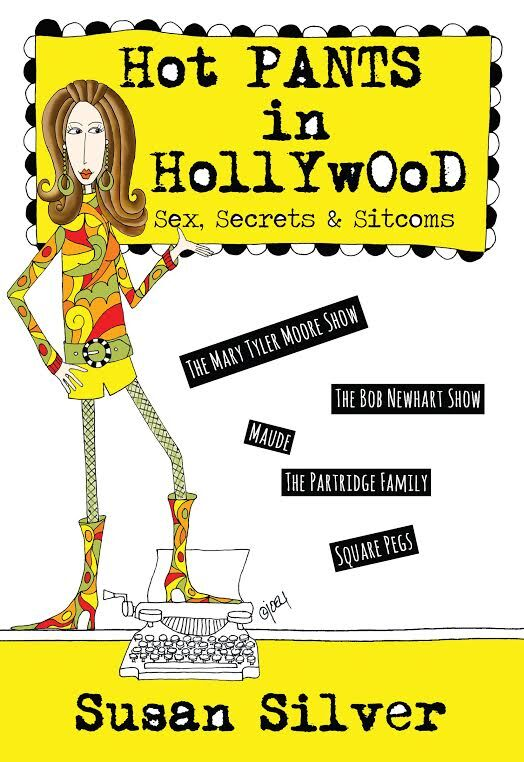 Hot PANTS
in
HollYwOoD
Sex, Secrets & Sitcoms
The Mary Tyler Moore Show
The Bob Newhart Show
Maude
The Partridge Family
Square Pegs
Susan Silver